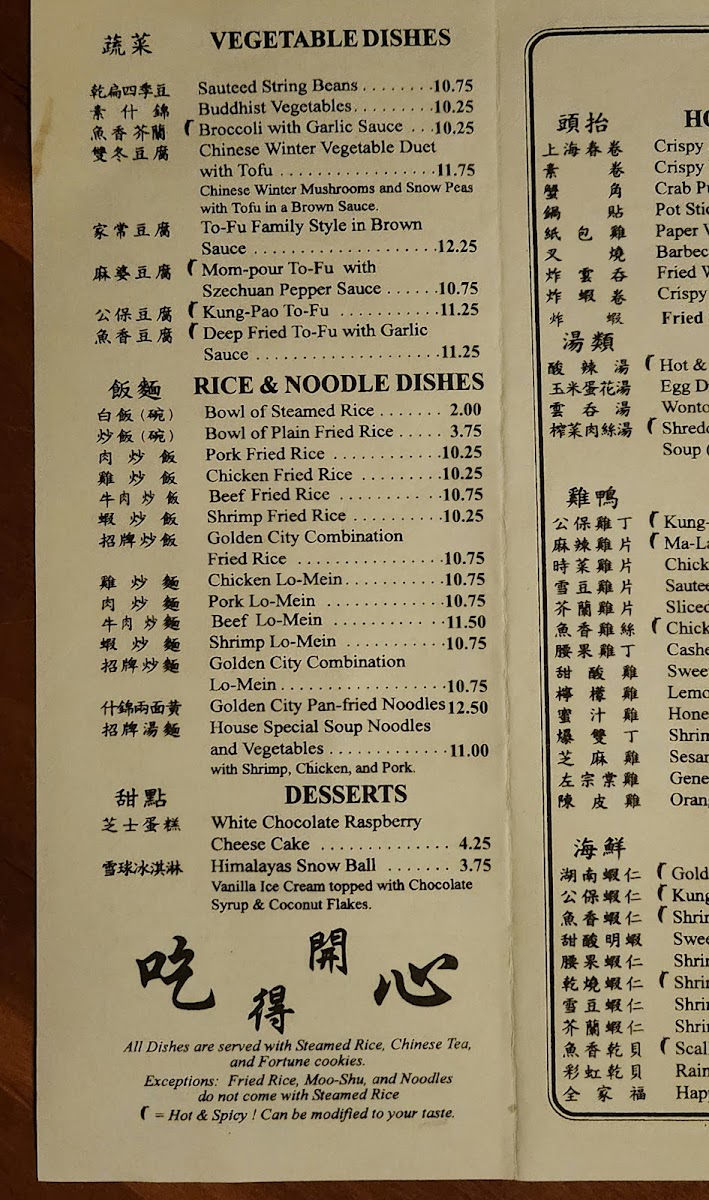 蔬菜 VEGETABLE DISHES
乾扁四季豆 Sauteed String Beans ........10.75
素什錦 Buddhist Vegetables............10.25
魚香芥蘭 Broccoli with Garlic Sauce ...10.25
雙冬豆腐 Chinese Winter Vegetable Duet
with Tofu ..................11.75
Chinese Winter Mushrooms and Snow Peas
with Tofu in a Brown Sauce.
家常豆腐 To-Fu Family Style in Brown
Sauce .....................12.25
麻婆豆腐 Mom-pour To-Fu with
Szechuan Pepper Sauce ......10.75
公保豆腐 Kung-Pao To-Fu ............11.25
魚香豆腐 Deep Fried To-Fu with Garlic
Sauce .....................11.25
飯麵 RICE & NOODLE DISHES
白飯(碗) Bowl of Steamed Rice ....... 2.00
炒飯(碗) Bowl of Plain Fried Rice ..... 3.75
肉炒飯 Pork Fried Rice .............10.25
雞炒飯 Chicken Fried Rice ..........10.25
牛肉炒飯 Beef Fried Rice ............10.75
蝦炒飯 Shrimp Fried Rice ...........10.25
招牌炒飯 Golden City Combination
Fried Rice .................10.75
雞炒麵 Chicken Lo-Mein............10.75
肉炒麵 Pork Lo-Mein ..............10.75
牛肉炒麵 Beef Lo-Mein .............11.50
蝦炒麵 Shrimp Lo-Mein ............10.75
招牌炒麵 Golden City Combination
Lo-Mein...................10.75
什錦兩面黃 Golden City Pan-fried Noodles 12.50
招牌湯麵 House Special Soup Noodles
and Vegetables ..............11.00
with Shrimp, Chicken, and Pork.
甜點 DESSERTS
芝士蛋糕 White Chocolate Raspberry
Cheese Cake ............... 4.25
雪球冰淇淋 Himalayas Snow Ball ....... 3.75
Vanilla Ice Cream topped with Chocolate
Syrup & Coconut Flakes.
吃得開心
All Dishes are served with Steamed Rice, Chinese Tea,
and Fortune cookies.
Exceptions: Fried Rice, Moo-Shu, and Noodles
do not come with Steamed Rice
= Hot & Spicy ! Can be modified to your taste.
頭抬 HO
上海春卷 Crispy
素卷 Crispy
蟹角 Crab Pu
鍋貼 Pot Stic
紙包雞 Paper W
叉燒 Barbec
炸雲吞 Fried W
炸蝦卷 Crispy
炸蝦 Fried
湯類
酸辣湯 Hot &
玉米蛋花湯 Egg D
雲吞湯 Wonto
榨菜肉絲湯 Shredd
Soup (
雞鴨
公保雞丁 Kung-
麻辣雞片 Ma-La
時菜雞片 Chick
雪豆雞片 Sautee
芥蘭雞片 Sliced
魚香雞絲 Chick
腰果雞丁 Cashe
甜酸雞 Sweet
檸檬雞 Lemo
蜜汁雞 Hone
爆雙丁 Shrim
芝麻雞 Sesar
左宗棠雞 Gene
陳皮雞 Orang
海鮮
湖南蝦仁 Gold
公保蝦仁 Kung
魚香蝦仁 Shrin
甜酸明蝦 Swee
腰果蝦仁 Shrin
乾燒蝦仁 Shrin
雪豆蝦仁 Shrin
芥蘭蝦仁 Shrin
魚香乾貝 Scall
彩虹乾貝 Rain
全家福 Hap